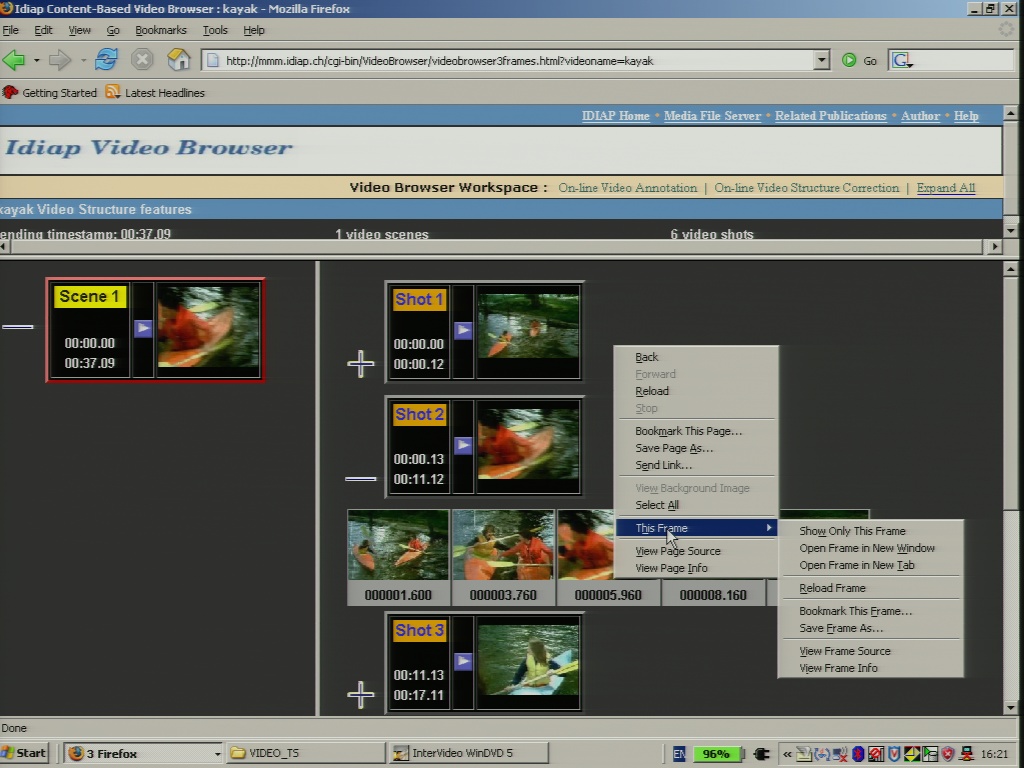 Idiap Content-Based Video Browser : kayak - Mozilla Firefox
File Edit View Go Bookmarks Tools Help
http://mmm.idiap.ch/cgi-bin/VideoBrowser/videobrowser3frames.html?videoname=kayak
Go
G
Getting Started Latest Headlines
IDIAP Home • Media File Server • Related Publications • Author • Help
Idiap Video Browser
Video Browser Workspace : On-line Video Annotation | On-line Video Structure Correction | Expand All
kayak Video Structure features
ending timestamp: 00:37.09 1 video scenes 6 video shots
Scene 1
00:00.00
00:37.09
Shot 1
00:00.00
00:00.12
Shot 2
00:00.13
00:11.12
000001.600 000003.760 000005.960 000008.160
Shot 3
00:11.13
00:17.11
Back
Forward
Reload
Stop
Bookmark This Page...
Save Page As...
Send Link...
View Background Image
Select All
This Frame
View Page Source
View Page Info
Show Only This Frame
Open Frame in New Window
Open Frame in New Tab
Reload Frame
Bookmark This Frame...
Save Frame As...
View Frame Source
View Frame Info
Done
Start 3 Firefox VIDEO_TS InterVideo WinDVD 5 EN 96% « 16:21